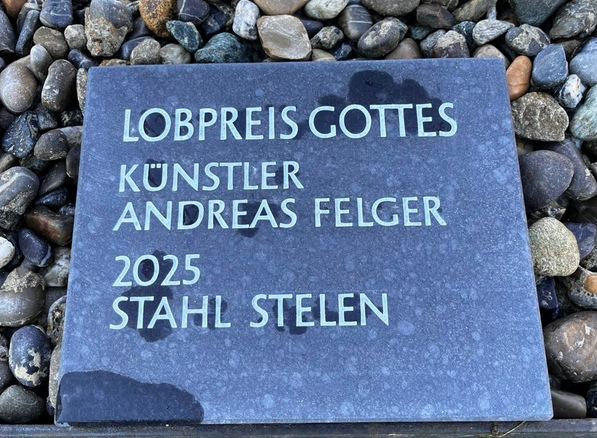 LOBPREIS GOTTES
KÜNSTLER
ANDREAS FELGER
2025
STAHL STELEN